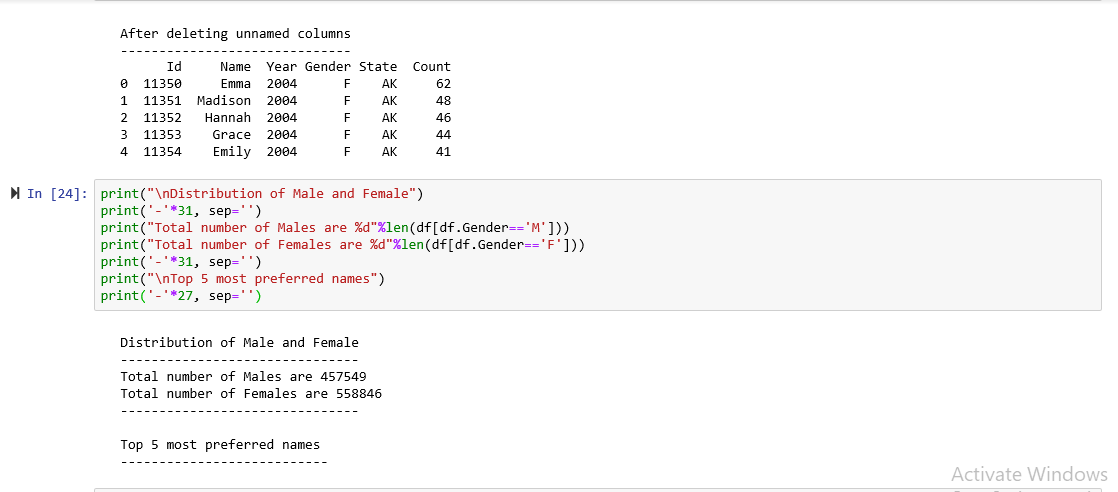 After deleting unnamed columns
------------------------------
Id Name Year Gender State Count
0 11350 Emma 2004 F AK 62
1 11351 Madison 2004 F AK 48
2 11352 Hannah 2004 F AK 46
3 11353 Grace 2004 F AK 44
4 11354 Emily 2004 F AK 41
In [24]:
print("\nDistribution of Male and Female")
print('-'*31, sep='')
print("Total number of Males are %d"%len(df[df.Gender=='M']))
print("Total number of Females are %d"%len(df[df.Gender=='F']))
print('-'*31, sep='')
print("\nTop 5 most preferred names")
print('-'*27, sep='')
Distribution of Male and Female
-------------------------------
Total number of Males are 457549
Total number of Females are 558846
-------------------------------
Top 5 most preferred names
---------------------------
Activate Windows